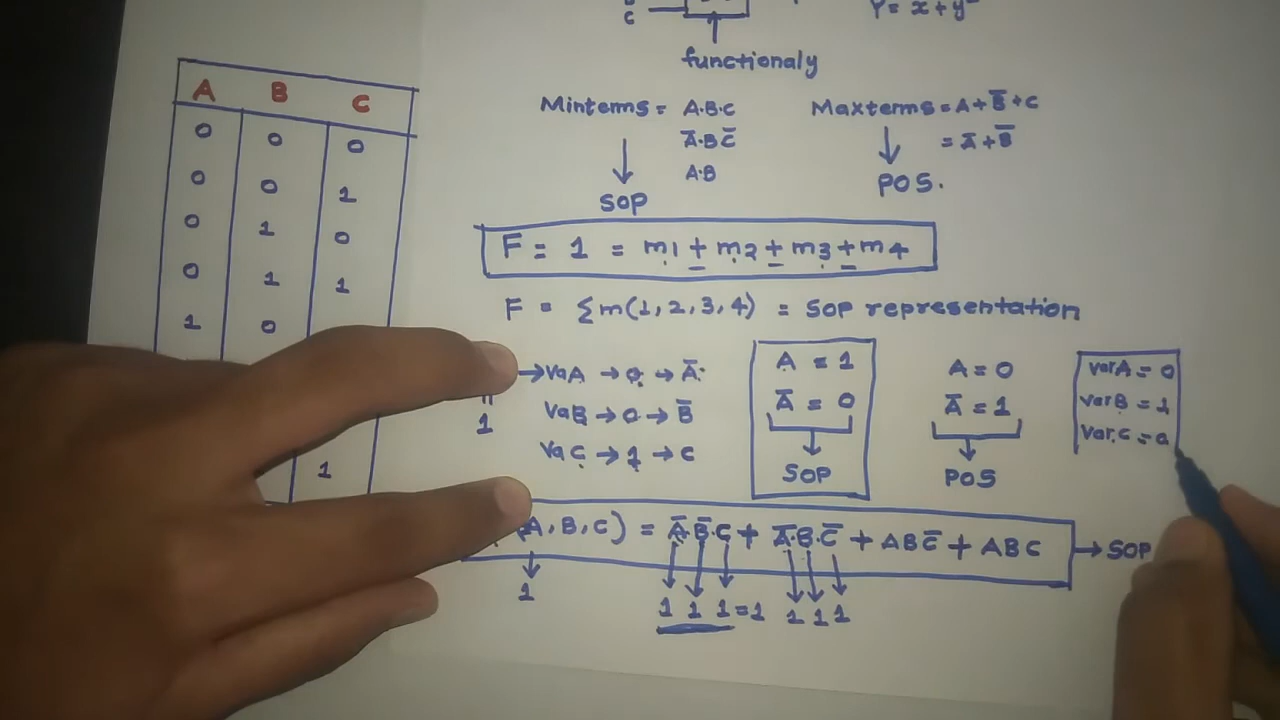 C
Y = x + y
functionaly
A B C
0 0 0
0 0 1
0 1 0
0 1 1
1 0
1
Minterms = A·B·C
A̅·B C̅
A·B
SOP
Maxterms = A + B̅ + C
= A̅ + B̅
POS.
F = 1 = m1 + m2 + m3 + m4
F = Σm(1, 2, 3, 4) = SOP representation
→ VaA → 0 → A̅
1
VaB → 0 → B̅
VaC → 1 → C
A = 1
A̅ = 0
SOP
A = 0
A̅ = 1
POS
varA = 0
varB = 1
varC = 0
A, B, C) = A̅·B̅·C + A̅·B·C̅ + ABC̅ + ABC → SOP
1
1 1 1 = 1 1 1 1